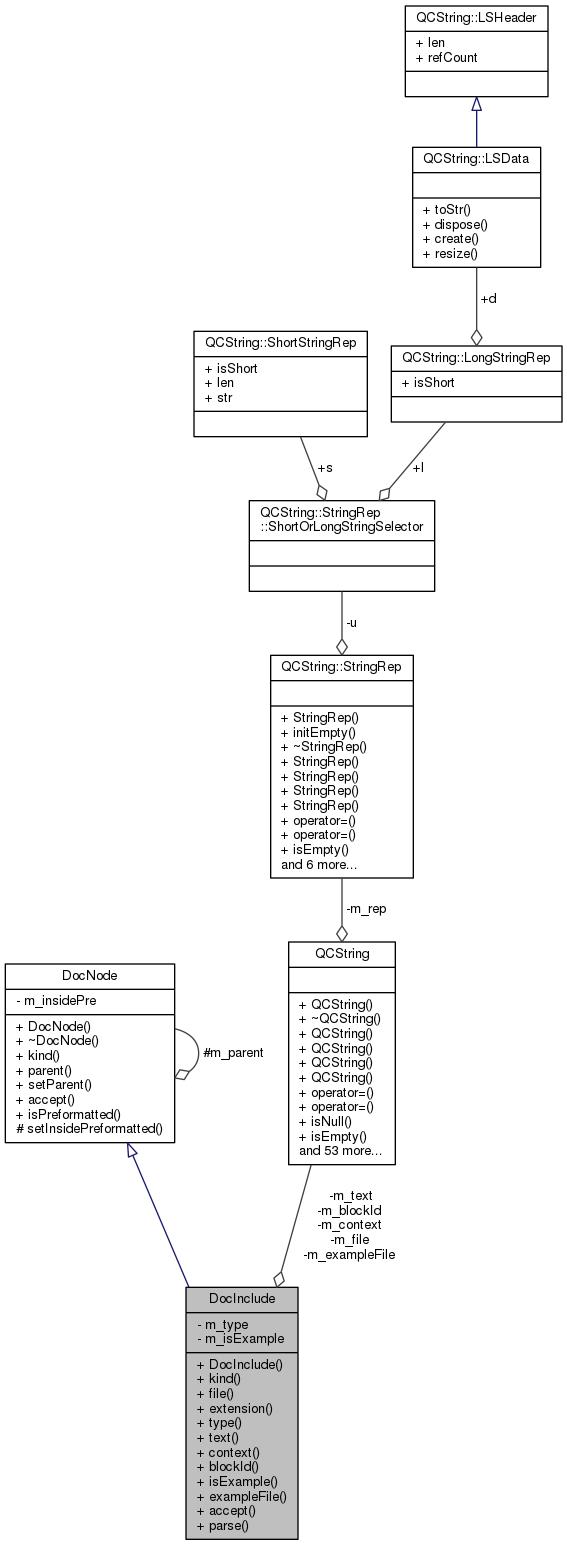 QCString::LSHeader
+ len
+ refCount
QCString::LSData
+ toStr()
+ dispose()
+ create()
+ resize()
+d
QCString::ShortStringRep
+ isShort
+ len
+ str
QCString::LongStringRep
+ isShort
+s
+l
QCString::StringRep
::ShortOrLongStringSelector
-u
QCString::StringRep
+ StringRep()
+ initEmpty()
+ ~StringRep()
+ StringRep()
+ StringRep()
+ StringRep()
+ StringRep()
+ operator=()
+ operator=()
+ isEmpty()
and 6 more...
-m_rep
QCString
+ QCString()
+ ~QCString()
+ QCString()
+ QCString()
+ QCString()
+ QCString()
+ operator=()
+ operator=()
+ isNull()
+ isEmpty()
and 53 more...
DocNode
- m_insidePre
+ DocNode()
+ ~DocNode()
+ kind()
+ parent()
+ setParent()
+ accept()
+ isPreformatted()
# setInsidePreformatted()
#m_parent
-m_text
-m_blockId
-m_context
-m_file
-m_exampleFile
DocInclude
- m_type
- m_isExample
+ DocInclude()
+ kind()
+ file()
+ extension()
+ type()
+ text()
+ context()
+ blockId()
+ isExample()
+ exampleFile()
+ accept()
+ parse()